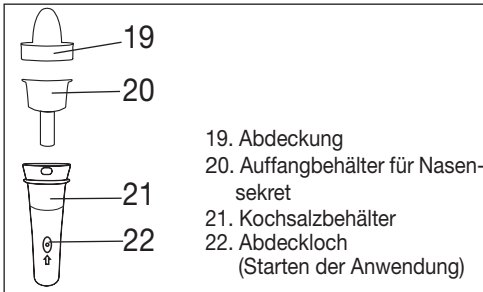 19
20
21
22
19. Abdeckung
20. Auffangbehälter für Nasen-
sekret
21. Kochsalzbehälter
22. Abdeckloch
(Starten der Anwendung)